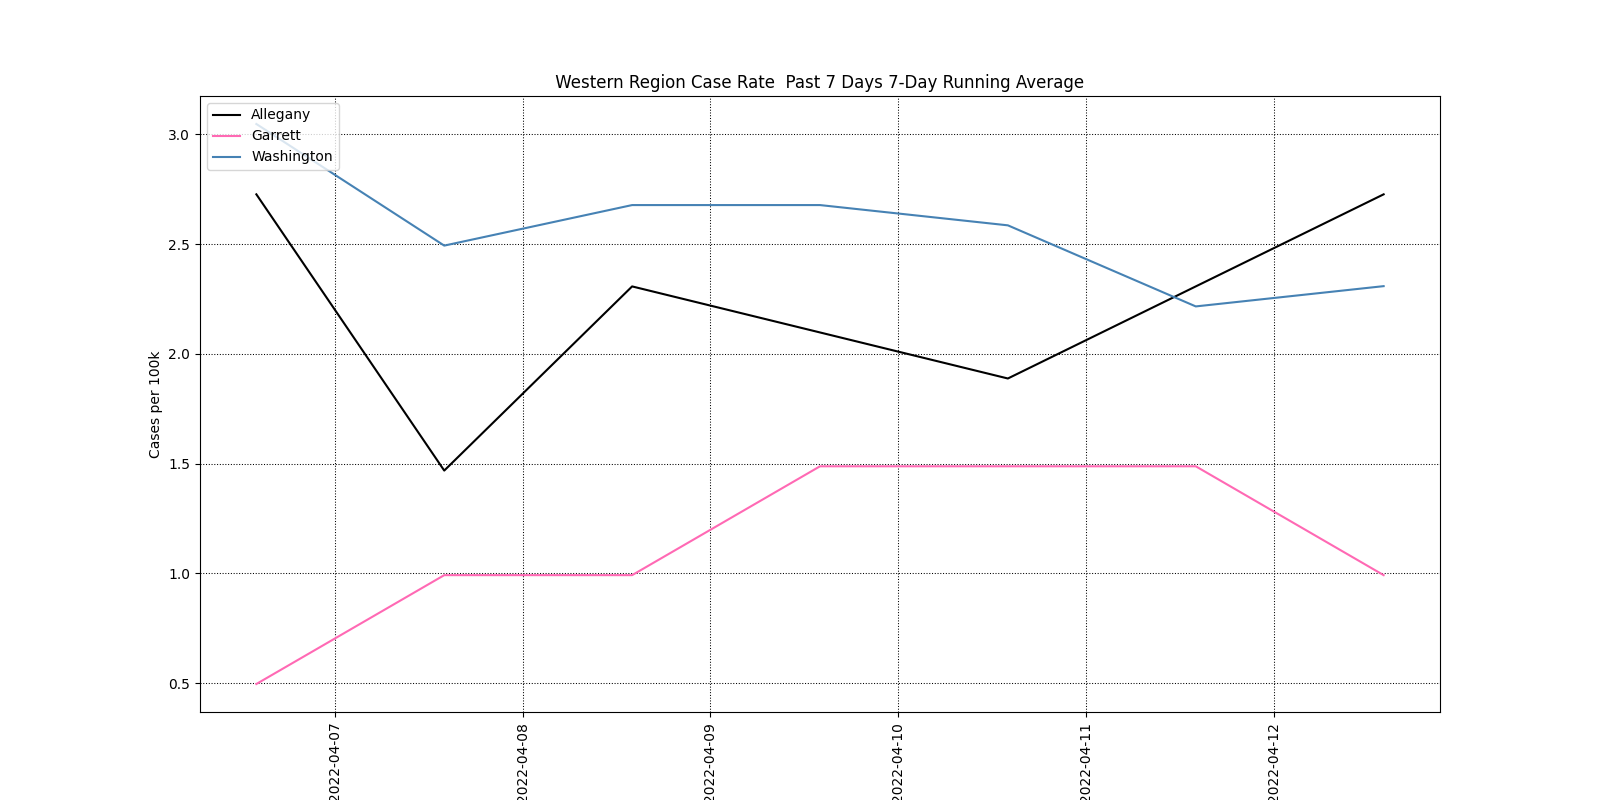 Western Region Case Rate  Past 7 Days 7-Day Running Average
Allegany
Garrett
Washington
3.0
2.5
2.0
1.5
1.0
0.5
Cases per 100k
2022-04-07
2022-04-08
2022-04-09
2022-04-10
2022-04-11
2022-04-12